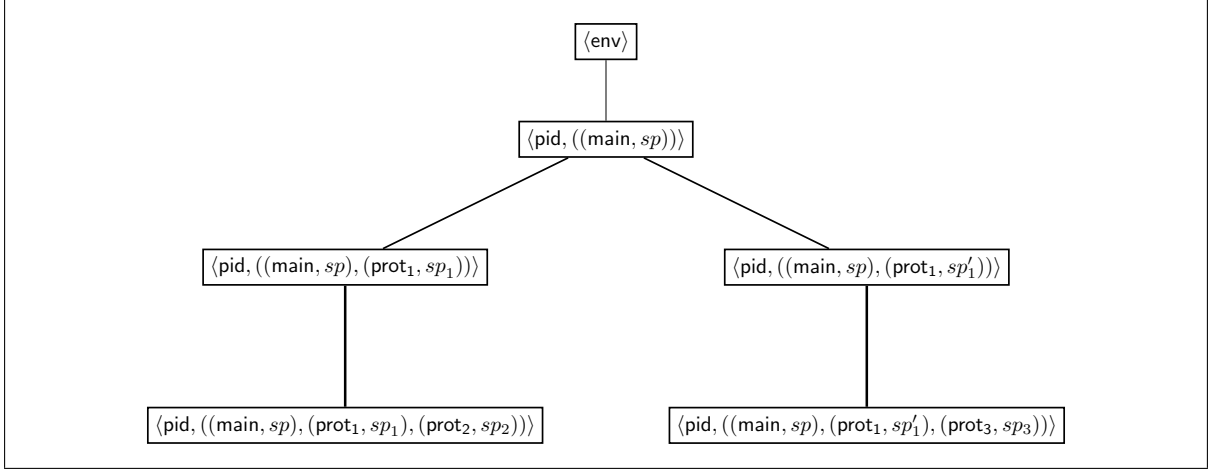 ⟨env⟩
⟨pid, ((main, sp))⟩
⟨pid, ((main, sp), (prot₁, sp₁))⟩ ⟨pid, ((main, sp), (prot₁, sp′₁))⟩
⟨pid, ((main, sp), (prot₁, sp₁), (prot₂, sp₂))⟩ ⟨pid, ((main, sp), (prot₁, sp′₁), (prot₃, sp₃))⟩